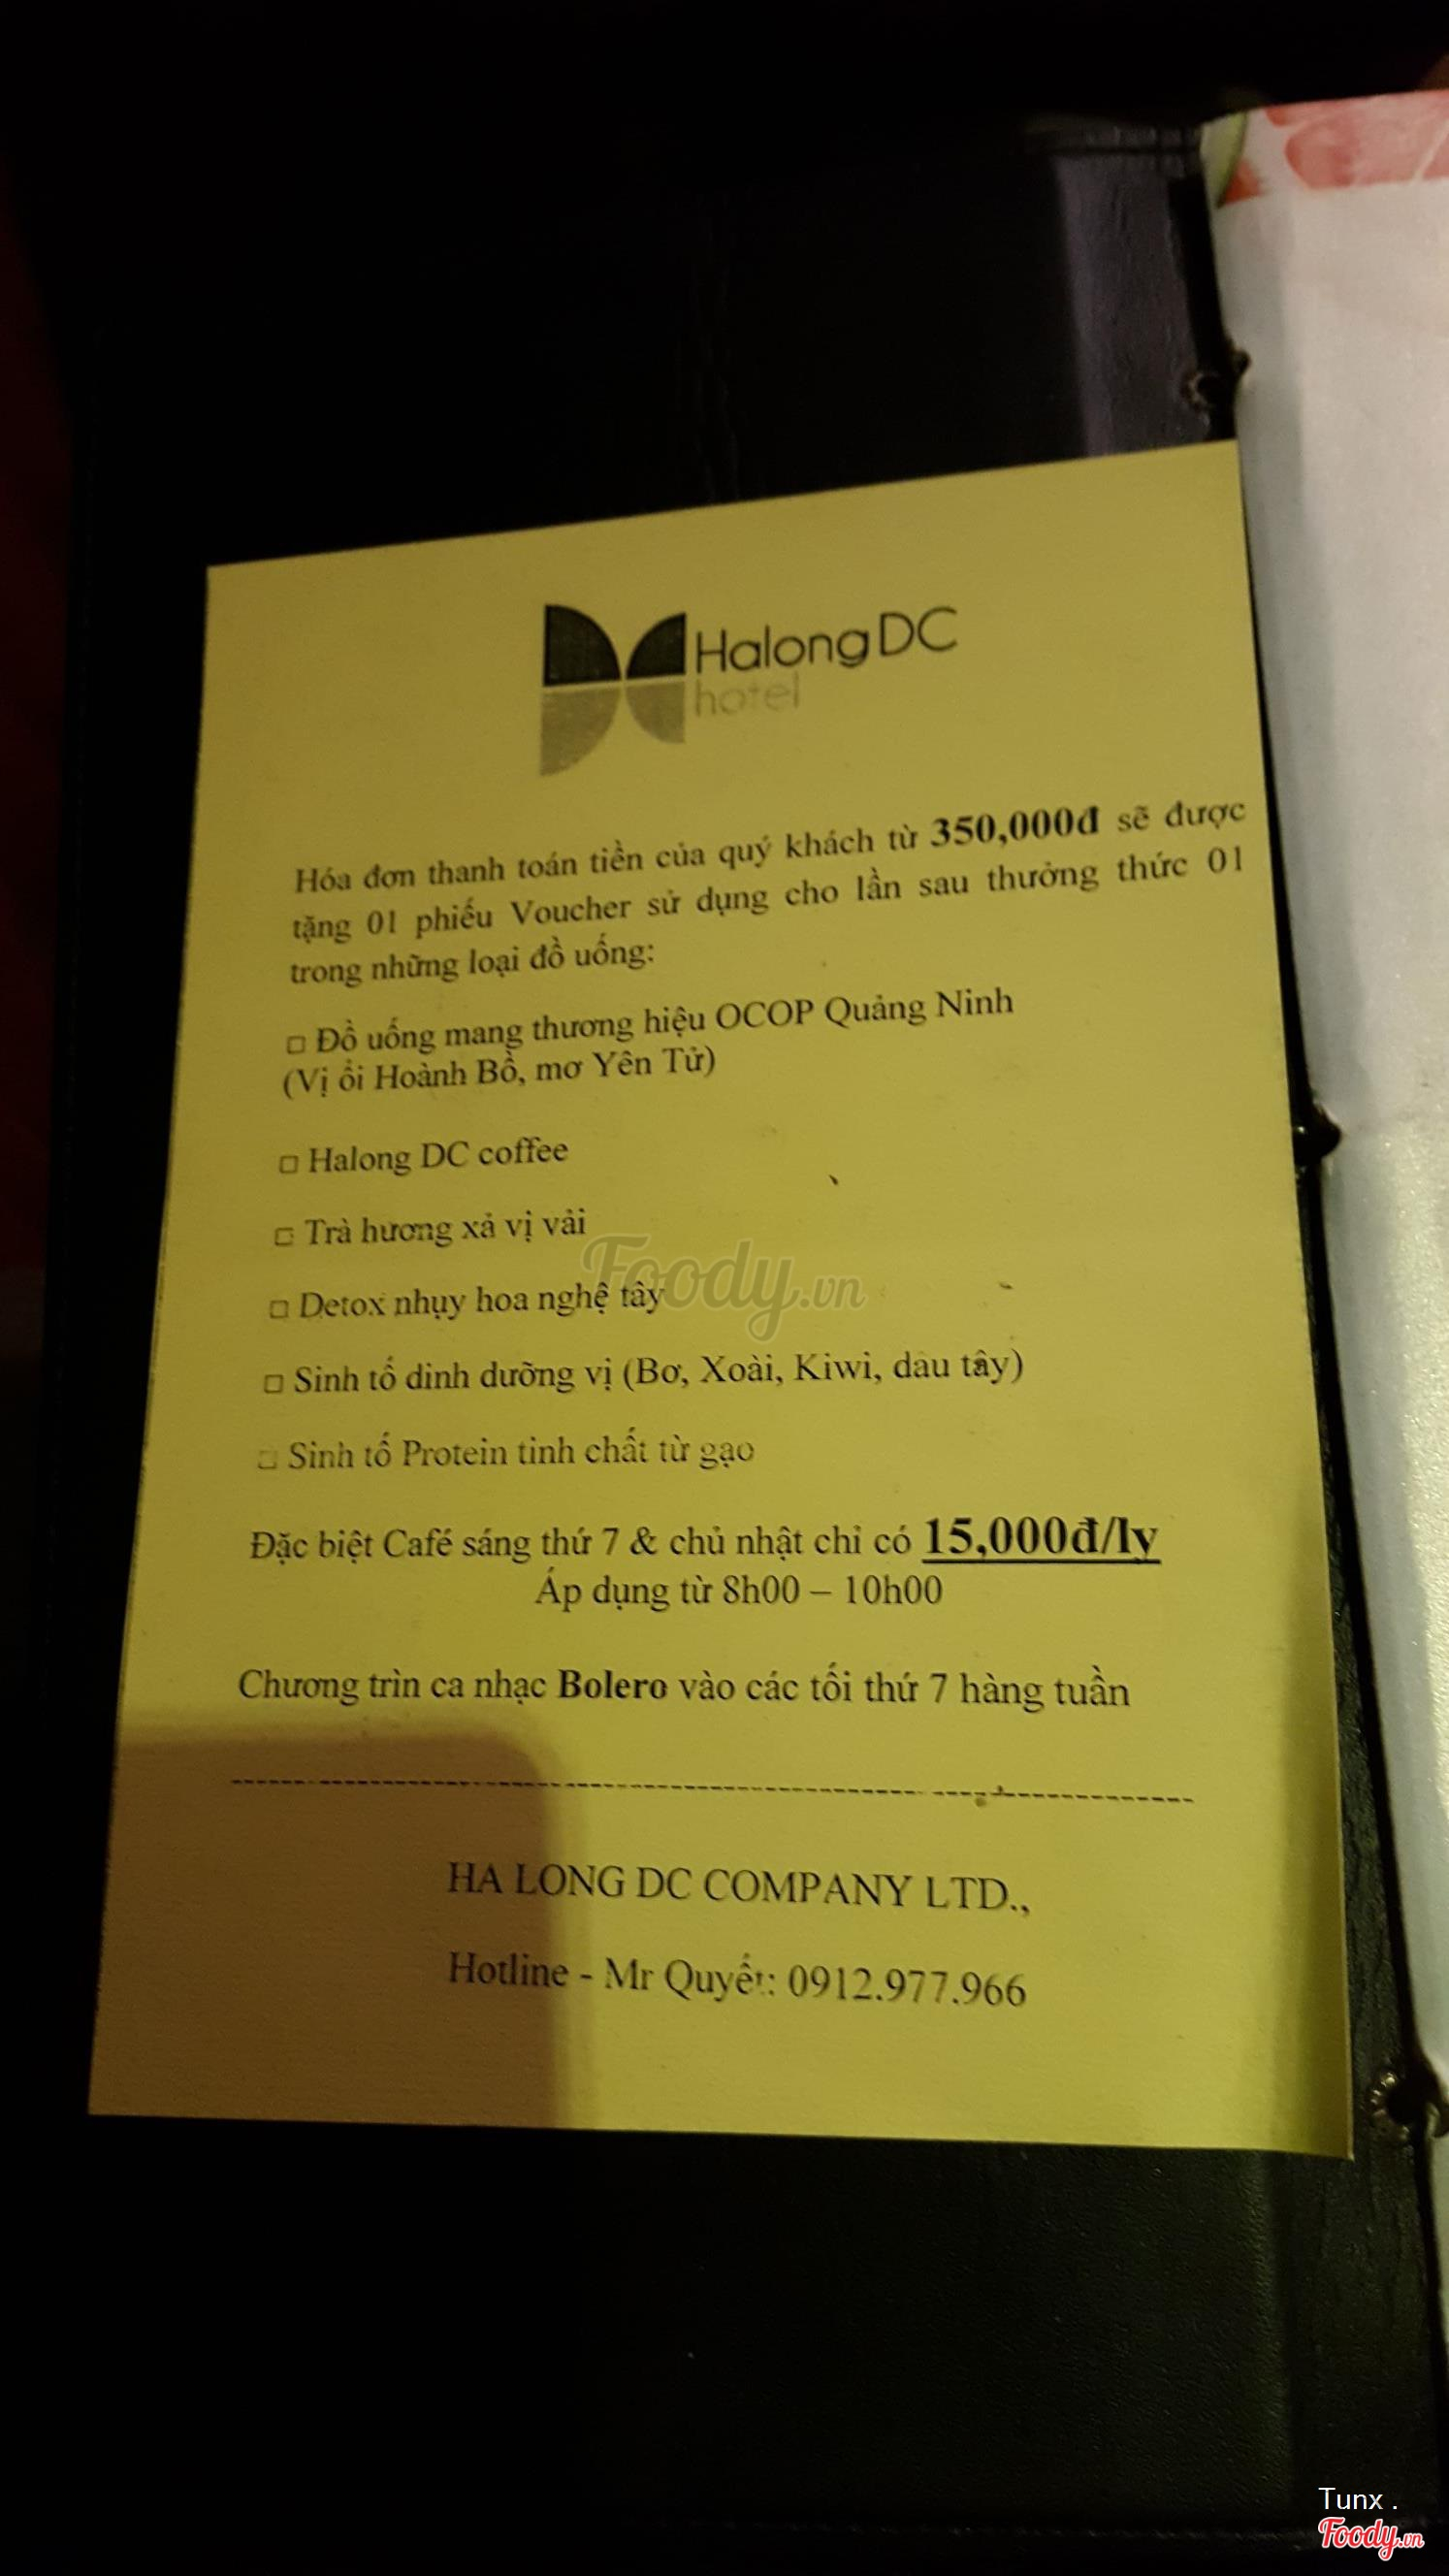 HalongDC
hotel
Hóa đơn thanh toán tiền của quý khách từ 350,000đ sẽ được
tặng 01 phiếu Voucher sử dụng cho lần sau thưởng thức 01
trong những loại đồ uống:
□ Đồ uống mang thương hiệu OCOP Quảng Ninh
(Vị ổi Hoành Bồ, mơ Yên Tử)
□ Halong DC coffee
□ Trà hương xả vị vải
□ Detox nhụy hoa nghệ tây
□ Sinh tố dinh dưỡng vị (Bơ, Xoài, Kiwi, dâu tây)
□ Sinh tố Protein tinh chất từ gạo
Đặc biệt Café sáng thứ 7 & chủ nhật chỉ có 15,000đ/ly
Áp dụng từ 8h00 – 10h00
Chương trìn ca nhạc Bolero vào các tối thứ 7 hàng tuần
HA LONG DC COMPANY LTD.,
Hotline - Mr Quyết: 0912.977.966
Foody.vn
Tunx .
Foody.vn